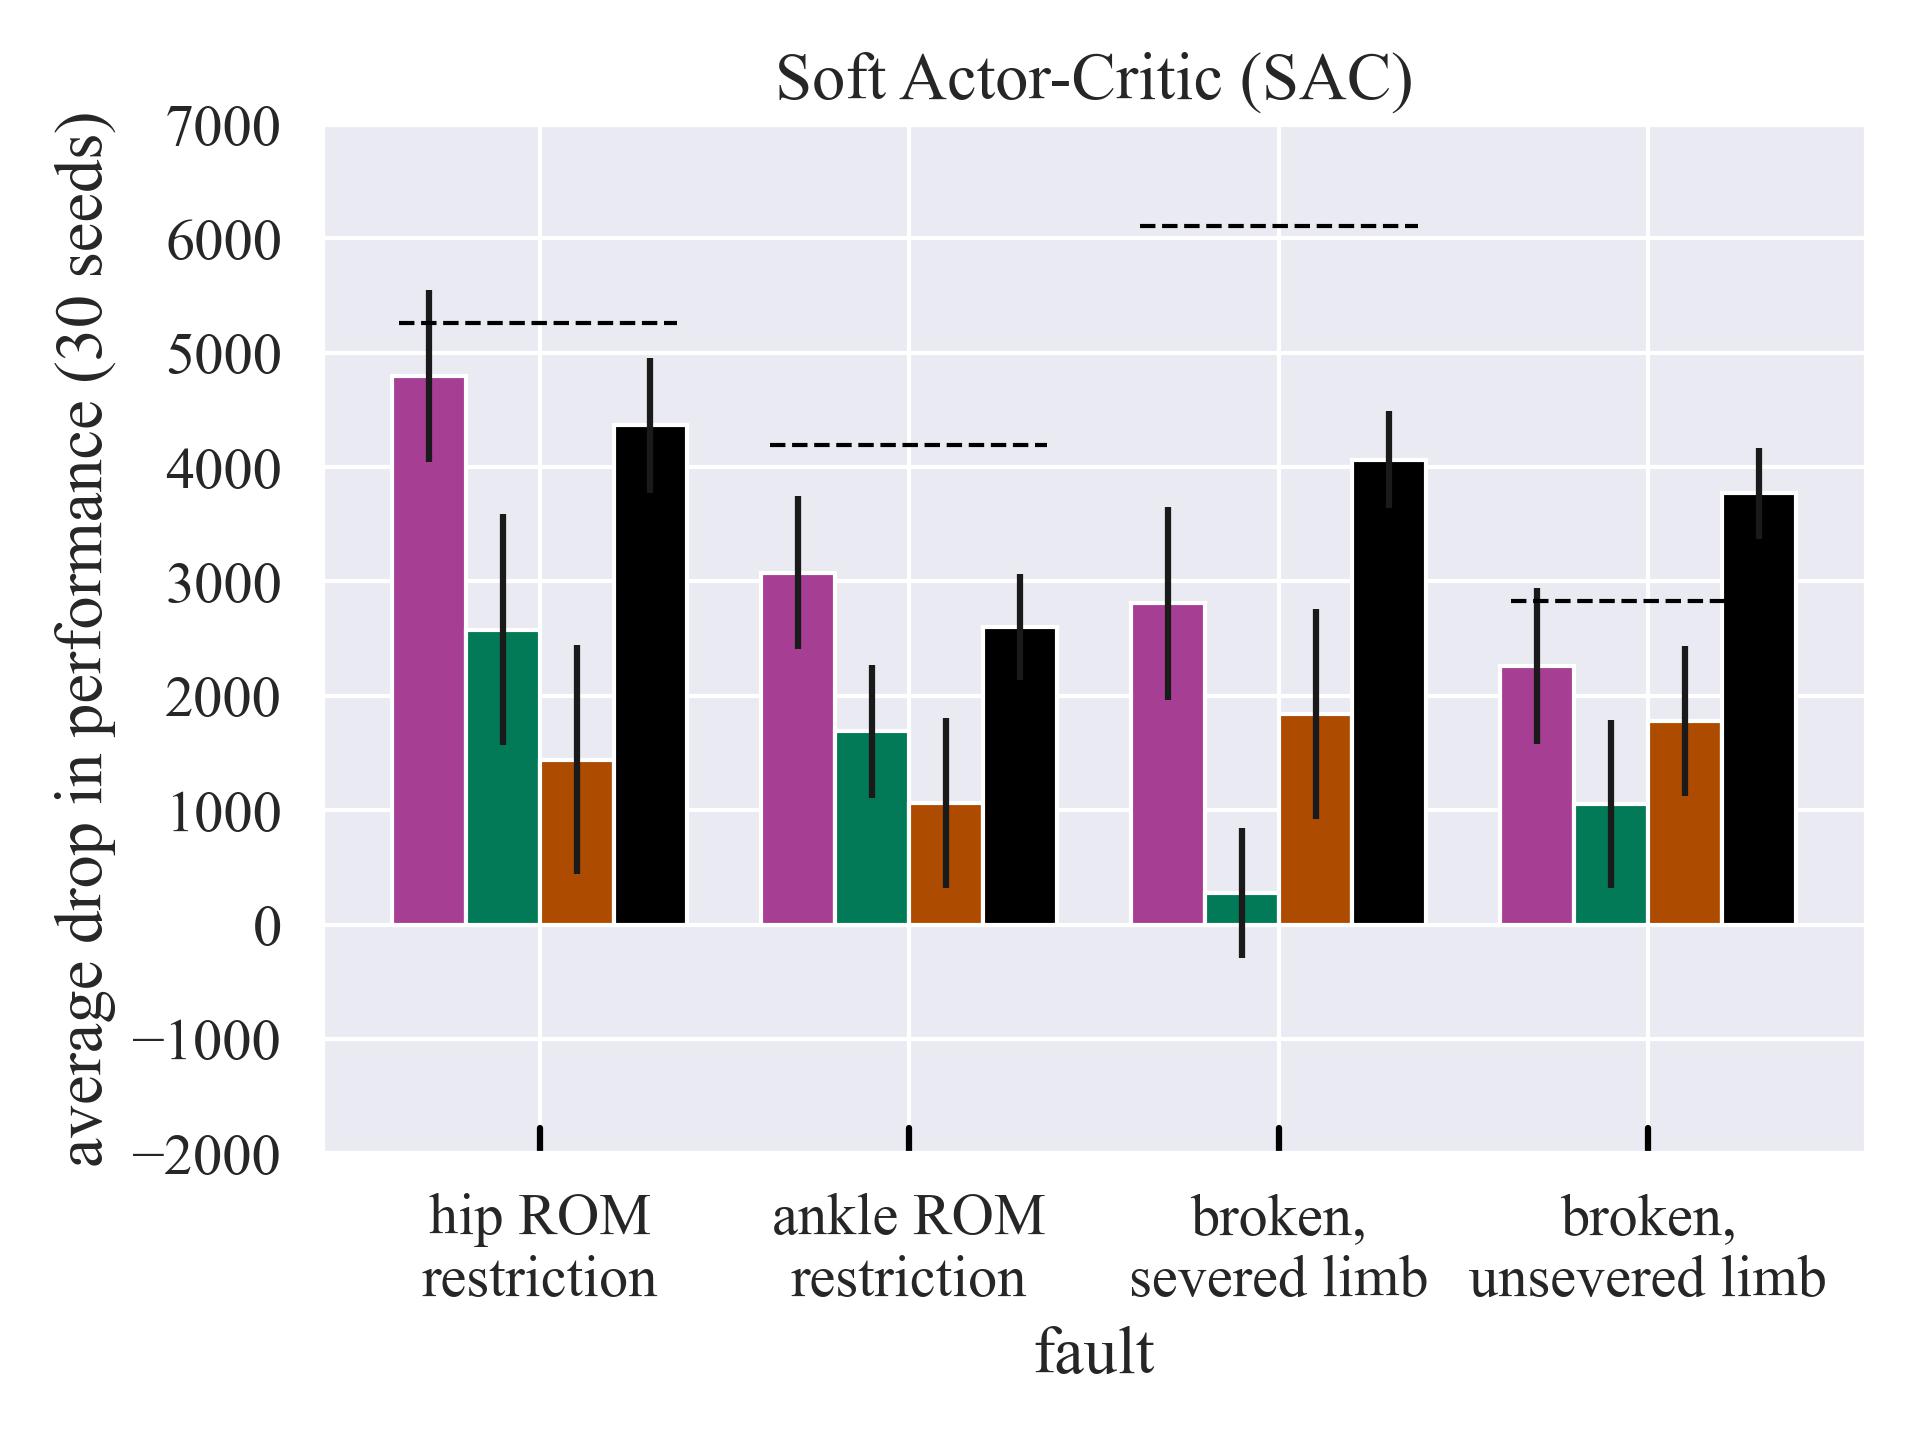 Soft Actor-Critic (SAC)
average drop in performance (30 seeds)
7000
6000
5000
4000
3000
2000
1000
0
−1000
−2000
hip ROM
restriction
ankle ROM
restriction
broken,
severed limb
broken,
unsevered limb
fault